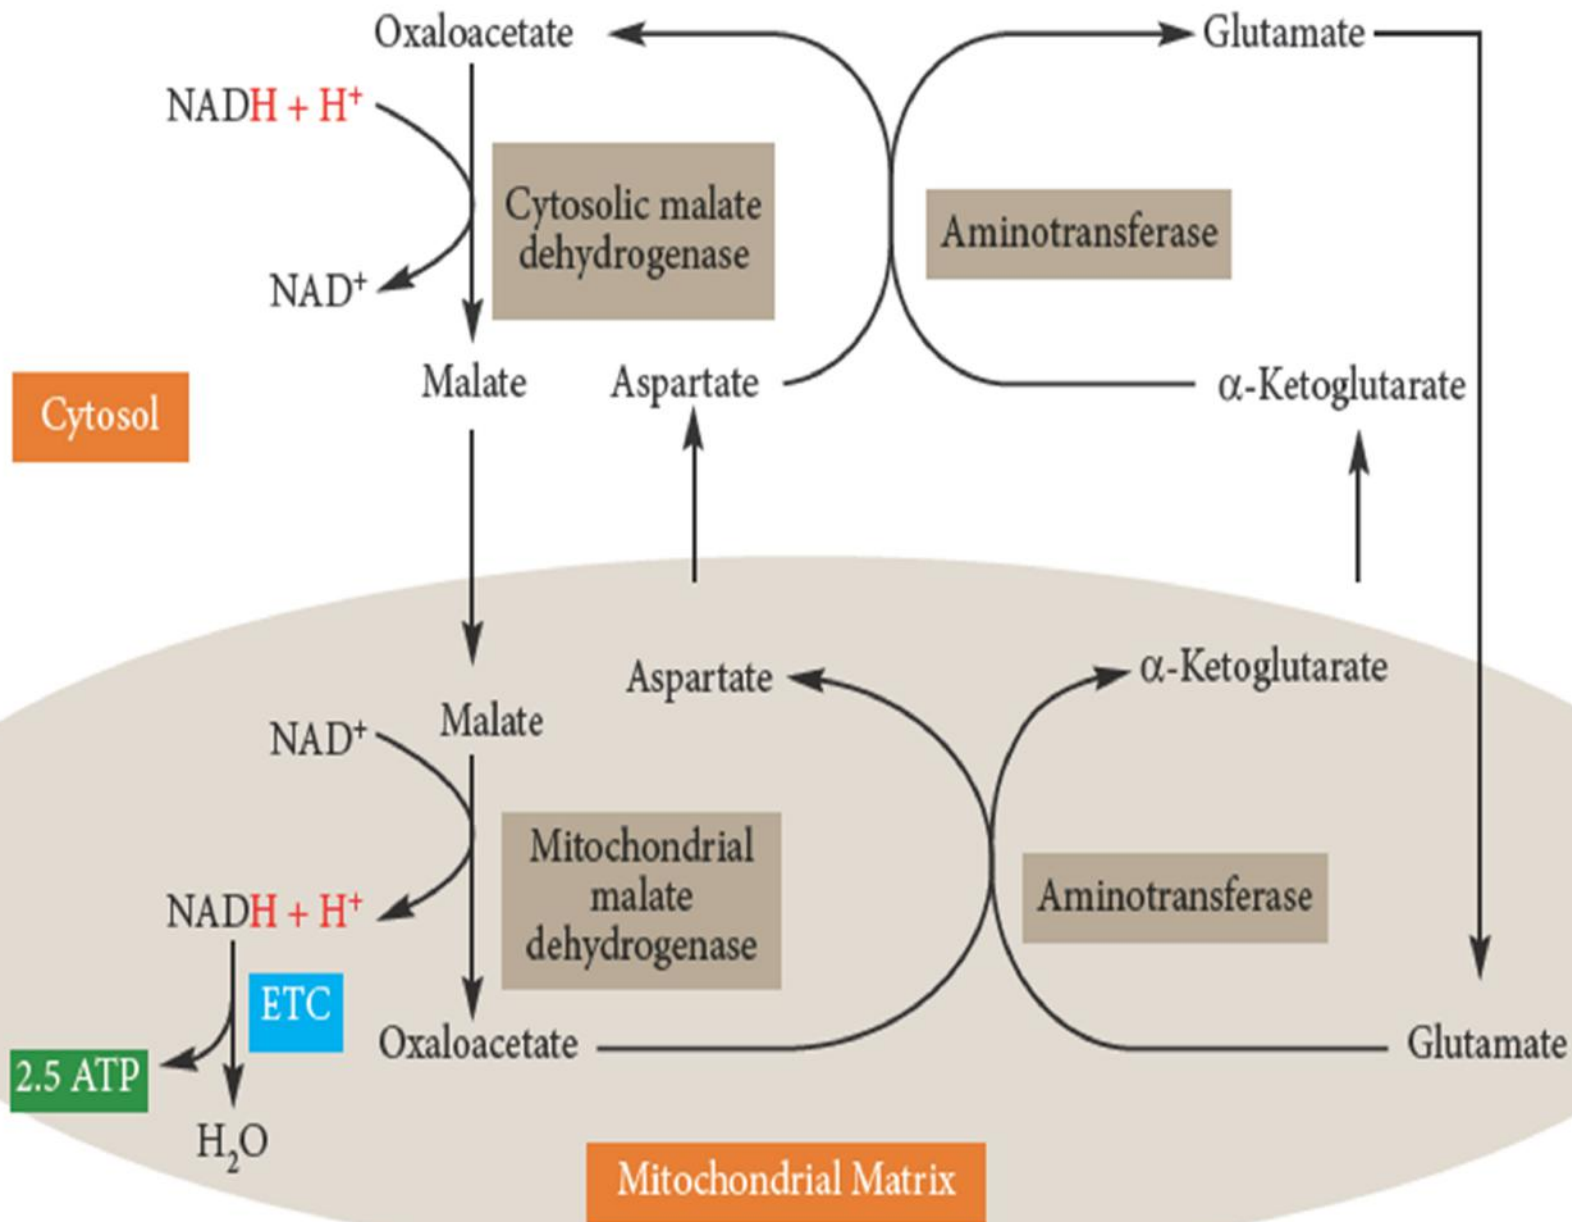 Oxaloacetate
Glutamate
NADH + H⁺
Cytosolic malate
dehydrogenase
Aminotransferase
NAD⁺
Malate
Aspartate
α-Ketoglutarate
Cytosol
Aspartate
α-Ketoglutarate
Malate
NAD⁺
Mitochondrial
malate
dehydrogenase
Aminotransferase
NADH + H⁺
ETC
Oxaloacetate
Glutamate
2.5 ATP
H₂O
Mitochondrial Matrix